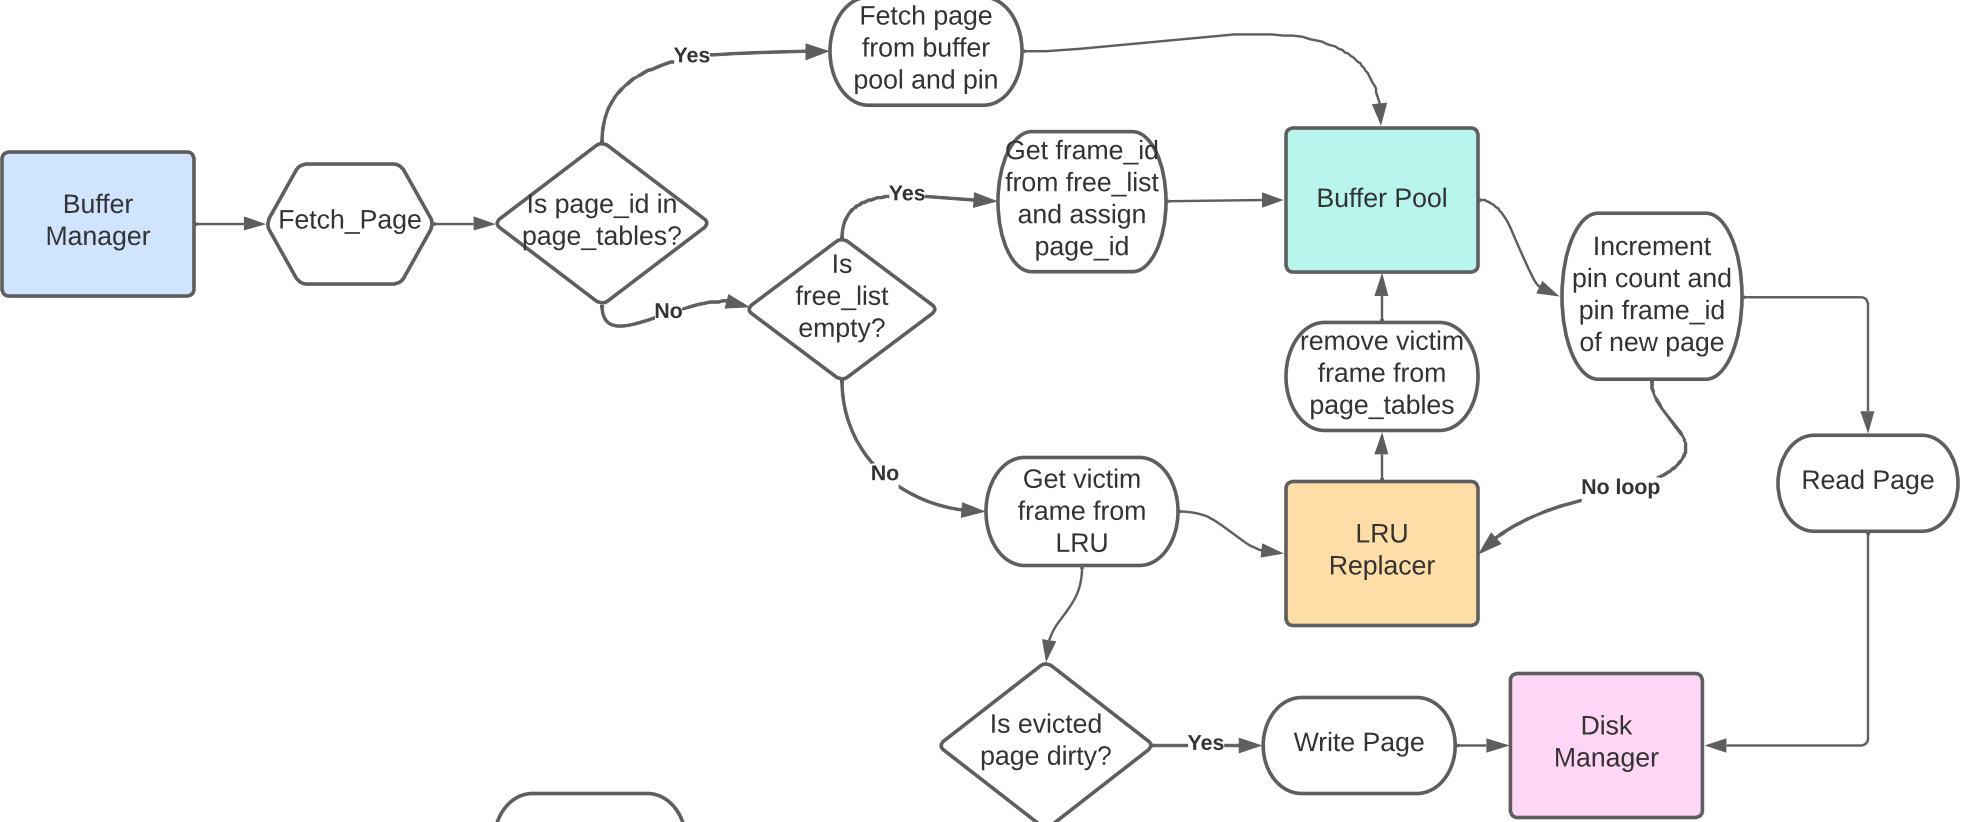 Fetch page
from buffer
pool and pin
Yes
Buffer
Manager
Fetch_Page
Is page_id in
page_tables?
No
Is
free_list
empty?
Yes
Get frame_id
from free_list
and assign
page_id
Buffer Pool
Increment
pin count and
pin frame_id
of new page
remove victim
frame from
page_tables
No
Get victim
frame from
LRU
LRU
Replacer
No loop
Read Page
Is evicted
page dirty?
Yes
Write Page
Disk
Manager